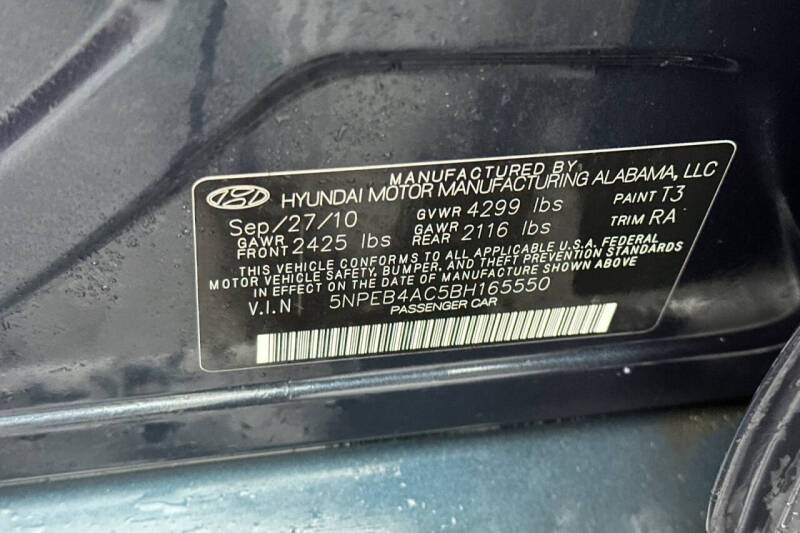 MANUFACTURED BY
HYUNDAI MOTOR MANUFACTURING ALABAMA, LLC
Sep/27/10 GVWR 4299 lbs PAINT T3
GAWR FRONT 2425 lbs GAWR REAR 2116 lbs TRIM RA
THIS VEHICLE CONFORMS TO ALL APPLICABLE U.S.A. FEDERAL
MOTOR VEHICLE SAFETY, BUMPER, AND THEFT PREVENTION STANDARDS
IN EFFECT ON THE DATE OF MANUFACTURE SHOWN ABOVE
V.I.N 5NPEB4AC5BH165550
PASSENGER CAR